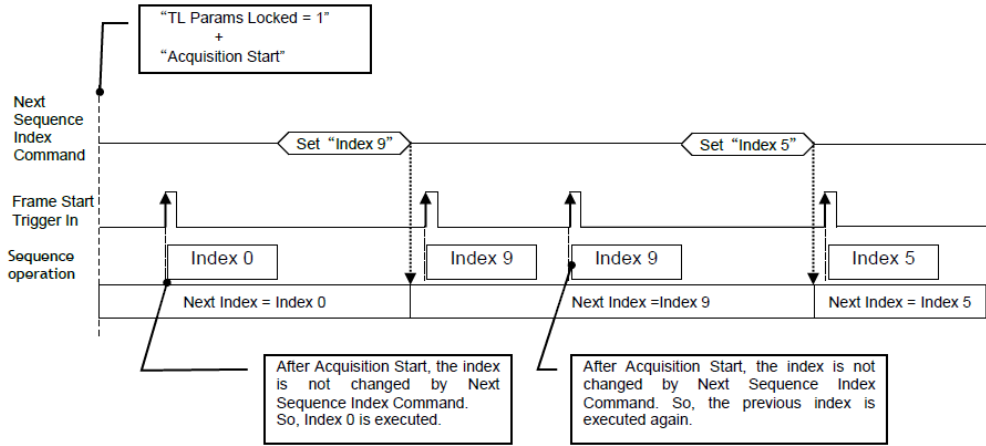 “TL Params Locked = 1”
+
“Acquisition Start”
Next
Sequence
Index
Command
Set “Index 9”
Set “Index 5”
Frame Start
Trigger In
Sequence
operation
Index 0
Index 9
Index 9
Index 5
Next Index = Index 0
Next Index =Index 9
Next Index = Index 5
After Acquisition Start, the index
is not changed by Next
Sequence Index Command.
So, Index 0 is executed.
After Acquisition Start, the index is not
changed by Next Sequence Index
Command. So, the previous index is
executed again.